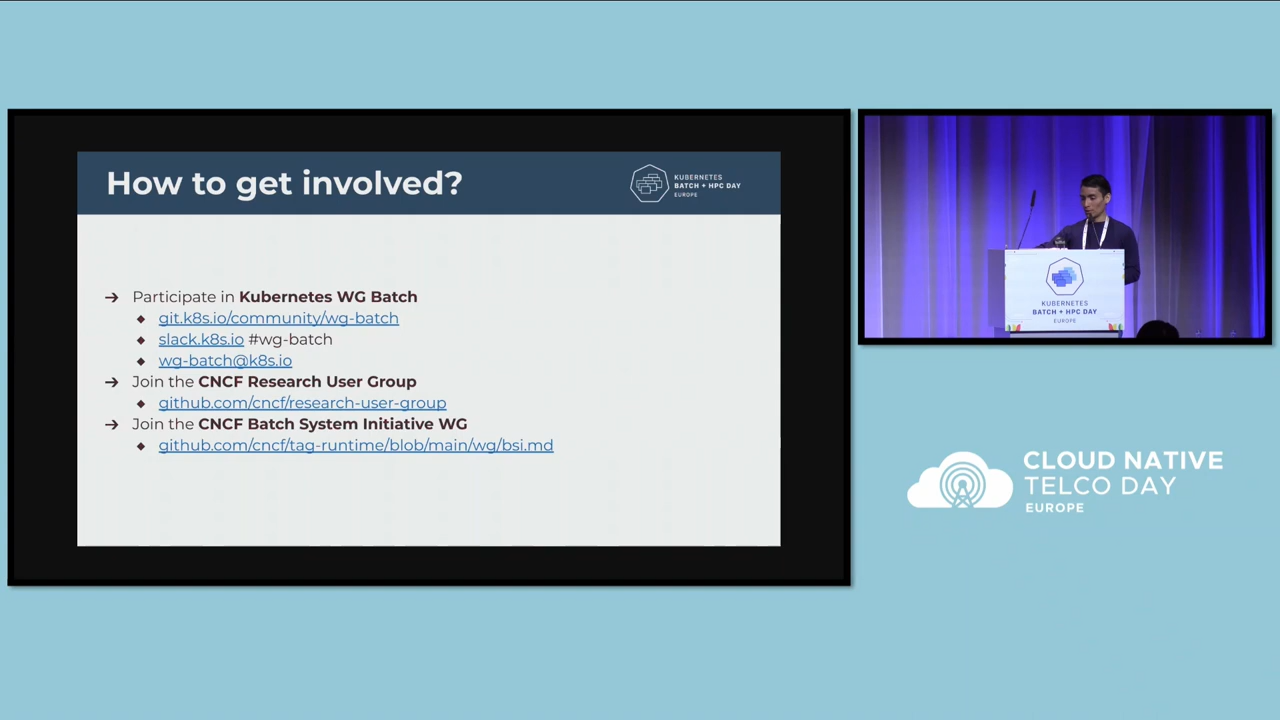 How to get involved?
KUBERNETES
BATCH + HPC DAY
EUROPE
➔ Participate in Kubernetes WG Batch
◆ git.k8s.io/community/wg-batch
◆ slack.k8s.io #wg-batch
◆ wg-batch@k8s.io
➔ Join the CNCF Research User Group
◆ github.com/cncf/research-user-group
➔ Join the CNCF Batch System Initiative WG
◆ github.com/cncf/tag-runtime/blob/main/wg/bsi.md
KUBERNETES
BATCH + HPC DAY
EUROPE
CLOUD NATIVE
TELCO DAY
EUROPE